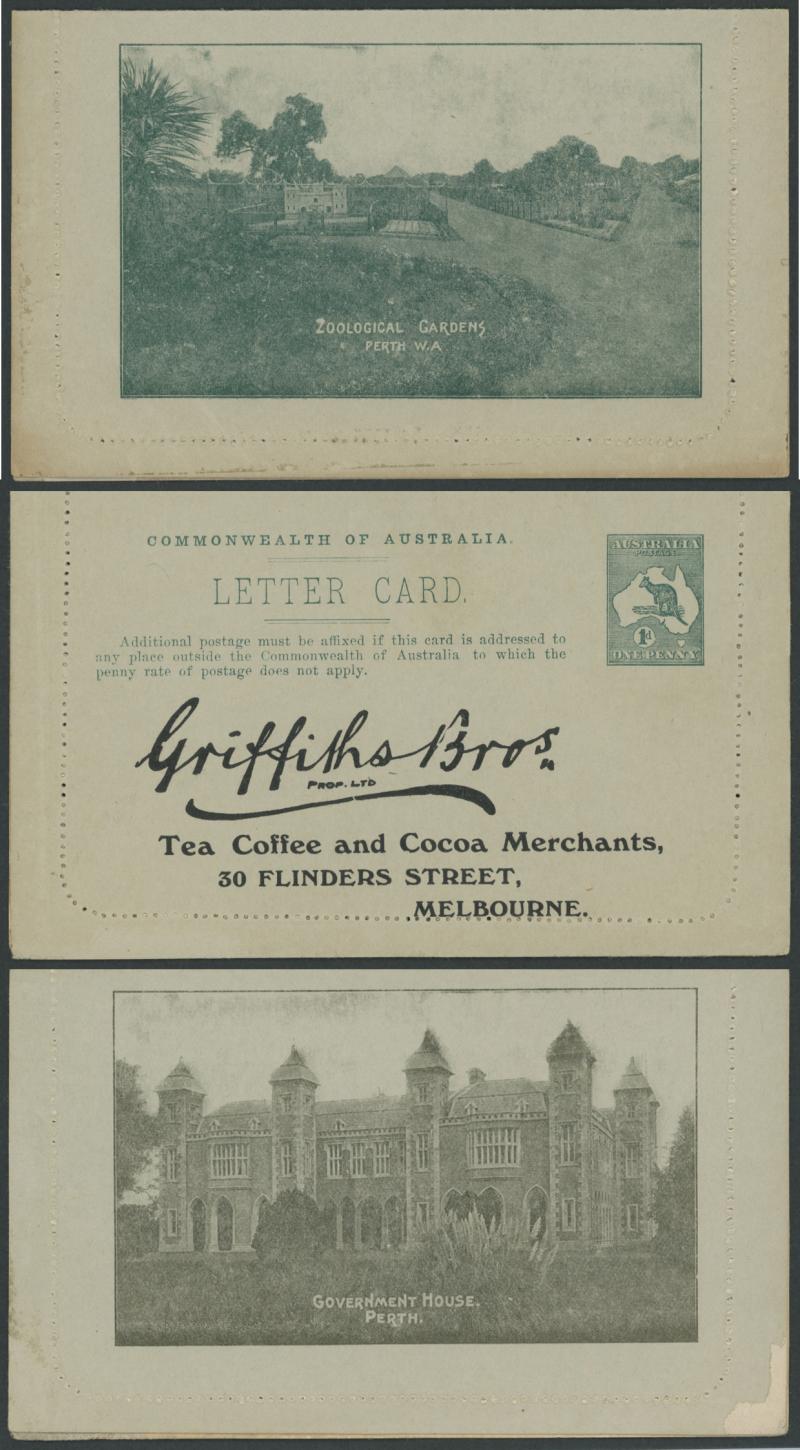 ZOOLOGICAL GARDENS
PERTH W.A
COMMONWEALTH OF AUSTRALIA.
LETTER CARD.
Additional postage must be affixed if this card is addressed to
any place outside the Commonwealth of Australia to which the
penny rate of postage does not apply.
AUSTRALIA
POSTAGE
1d
ONE PENNY
Griffiths Bros.
PROP. LTD
Tea Coffee and Cocoa Merchants,
30 FLINDERS STREET,
MELBOURNE.
GOVERNMENT HOUSE.
PERTH.